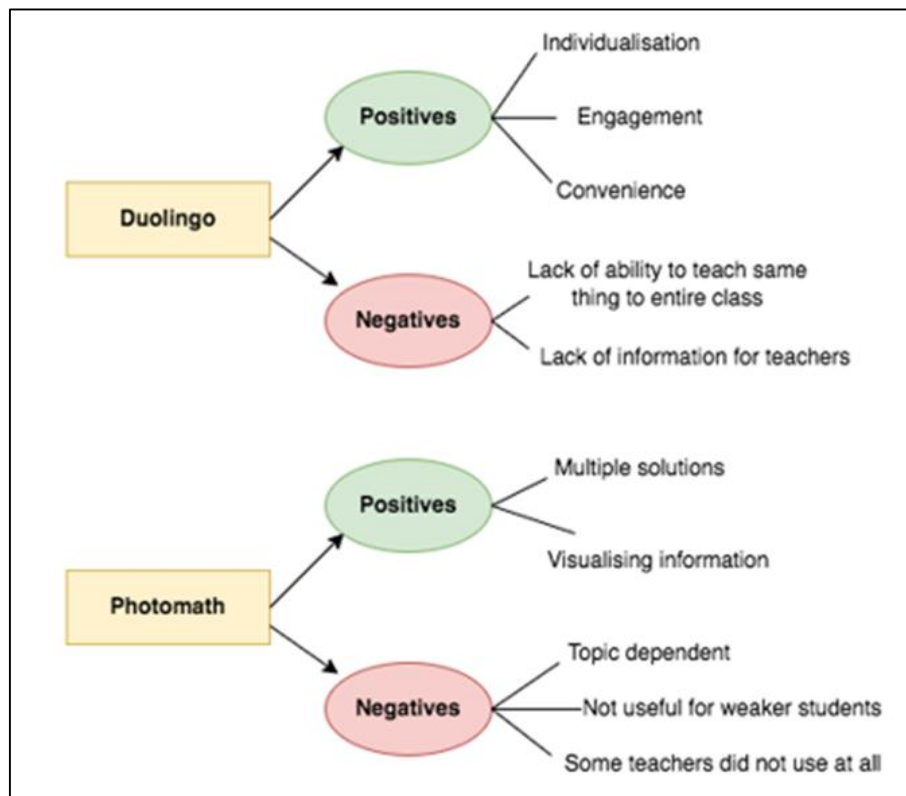 Individualisation
Positives
Engagement
Convenience
Duolingo
Lack of ability to teach same
thing to entire class
Negatives
Lack of information for teachers
Multiple solutions
Positives
Visualising information
Photomath
Topic dependent
Negatives
Not useful for weaker students
Some teachers did not use at all